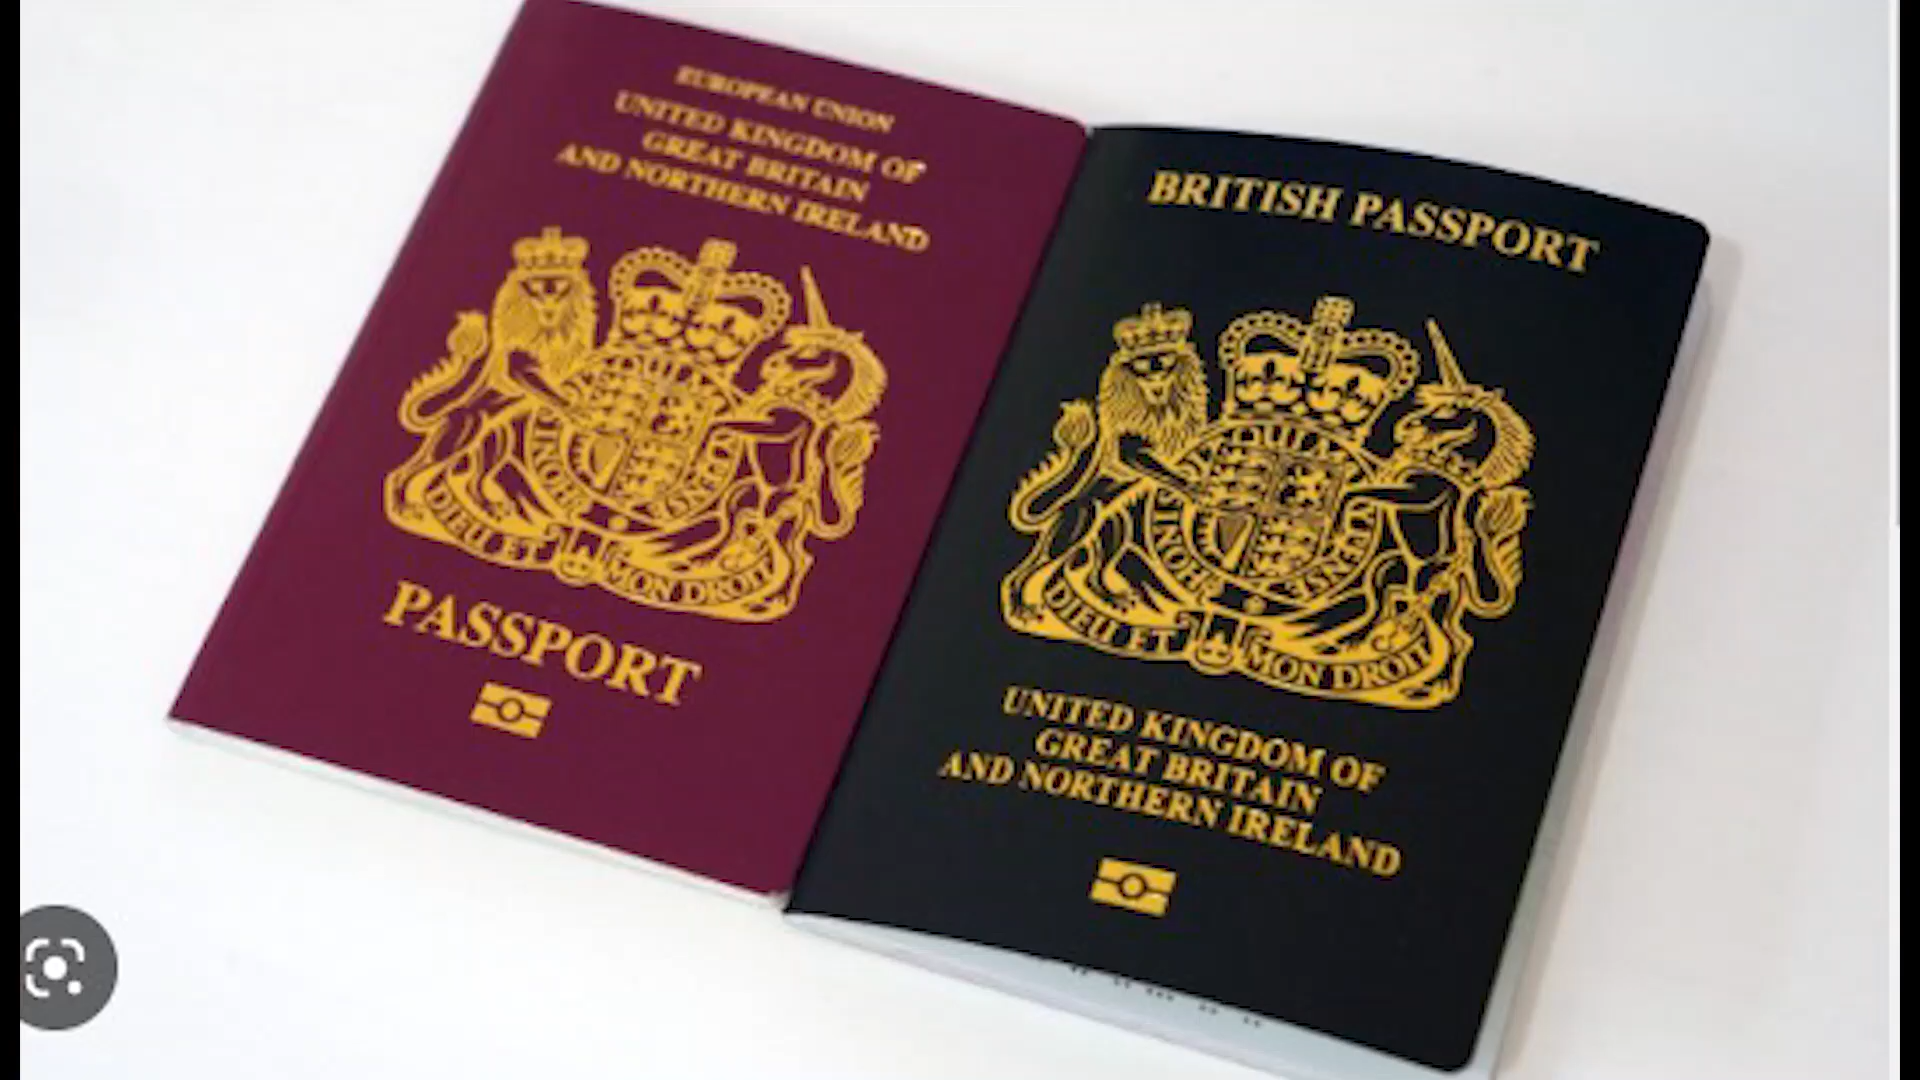 EUROPEAN UNION
UNITED KINGDOM OF
GREAT BRITAIN
AND NORTHERN IRELAND
DIEU ET MON DROIT
PASSPORT
BRITISH PASSPORT
DIEU ET MON DROIT
UNITED KINGDOM OF
GREAT BRITAIN
AND NORTHERN IRELAND